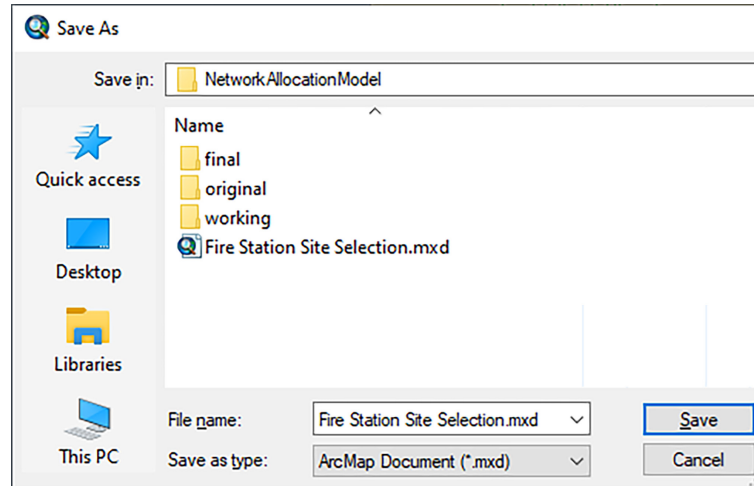 Save As
Save in:
NetworkAllocationModel
Name
final
original
working
Fire Station Site Selection.mxd
Quick access
Desktop
Libraries
This PC
File name:
Fire Station Site Selection.mxd
Save
Save as type:
ArcMap Document (*.mxd)
Cancel